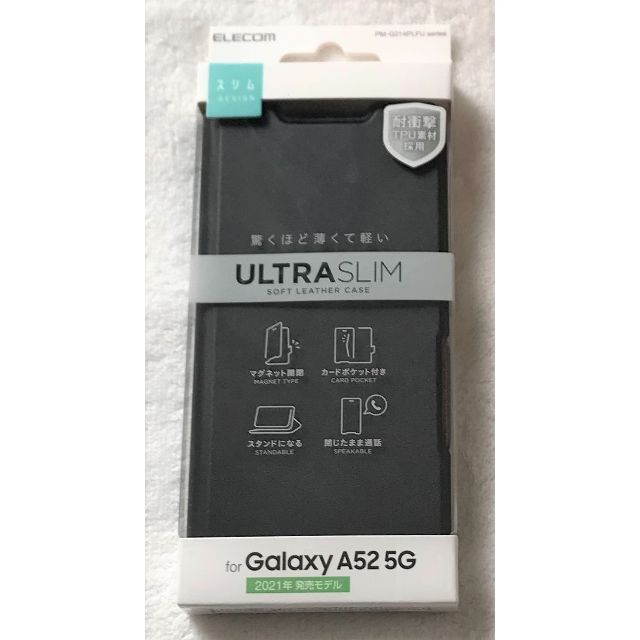 ELECOM
PM-G214PLFU series
スリム
DESIGN
耐衝撃
TPU素材
採用
驚くほど薄くて軽い
ULTRASLIM
SOFT LEATHER CASE
マグネット開閉
MAGNET TYPE
カードポケット付き
CARD POCKET
スタンドになる
STANDABLE
閉じたまま通話
SPEAKABLE
for Galaxy A52 5G
2021年 発売モデル